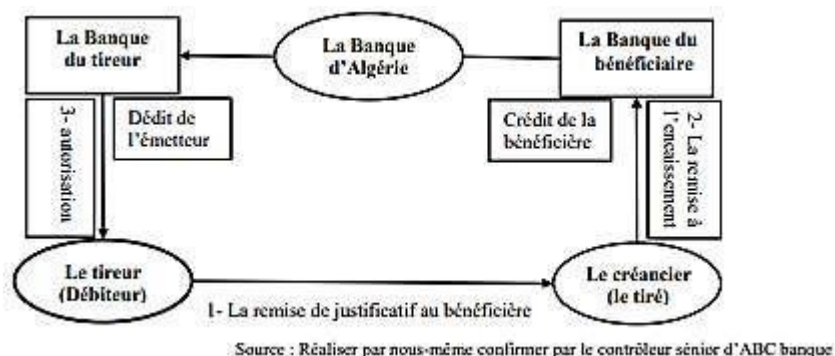 La Banque
du tireur
La Banque
d'Algérie
La Banque du
bénéficiaire
3- autorisation
Dédit de
l'émetteur
Crédit de la
bénéficière
2- La remise à
l'encaissement
Le tireur
(Débiteur)
Le créancier
(le tiré)
1- La remise de justificatif au bénéficière
Source : Réaliser par nous-même confirmer par le contrôleur sénior d'ABC banque